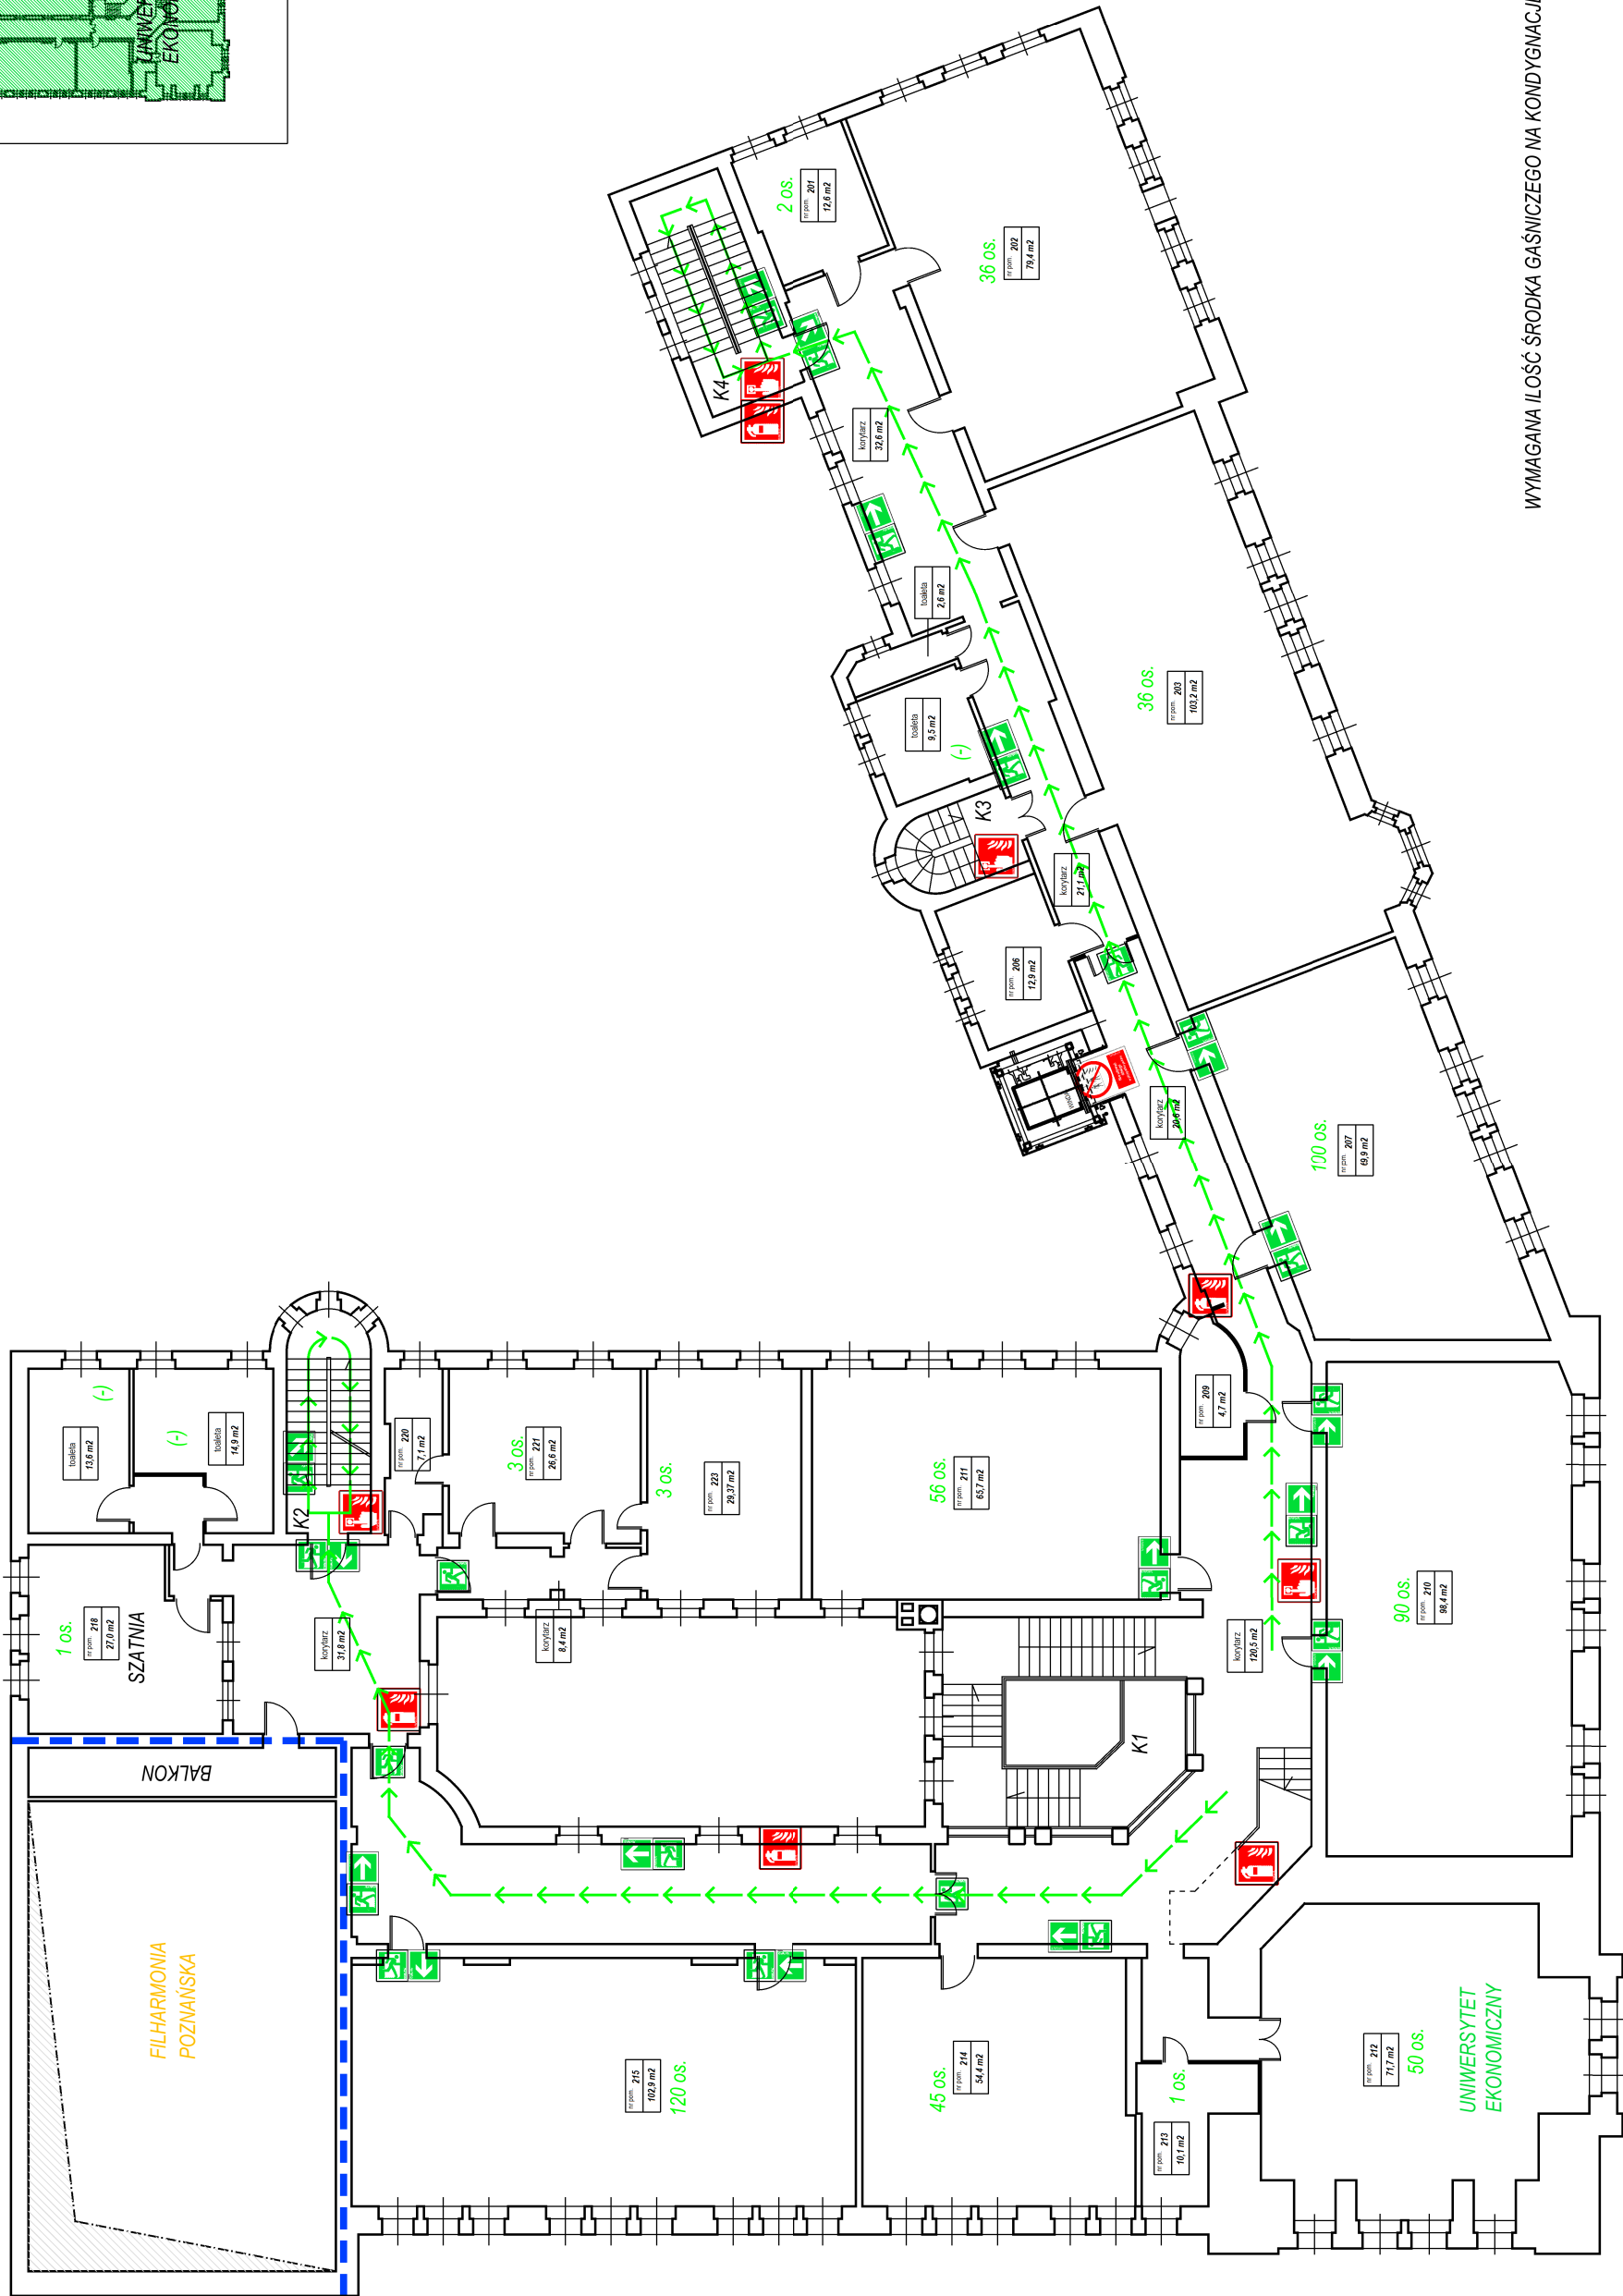 UNIWER
EKONO
WYMAGANA ILOŚĆ ŚRODKA GAŚNICZEGO NA KONDYGNACJI
2 os.
nr pom. 201
12,6 m2
36 os.
nr pom. 202
79,4 m2
K4
korytarz
32,6 m2
toaleta
2,6 m2
toaleta
9,5 m2
(-)
36 os.
nr pom. 203
103,2 m2
K3
korytarz
21,1 m2
nr pom. 206
12,9 m2
korytarz
20,6 m2
100 os.
nr pom. 207
69,9 m2
toaleta
13,6 m2
(-)
toaleta
14,9 m2
(-)
K2
nr pom. 220
7,1 m2
3 os.
nr pom. 221
26,6 m2
3 os.
nr pom. 223
29,37 m2
56 os.
nr pom. 211
65,7 m2
nr pom. 209
4,7 m2
1 os.
nr pom. 218
27,0 m2
SZATNIA
korytarz
31,8 m2
korytarz
8,4 m2
90 os.
nr pom. 210
98,4 m2
korytarz
120,5 m2
K1
BALKON
FILHARMONIA
POZNAŃSKA
nr pom. 215
102,9 m2
120 os.
45 os.
nr pom. 214
54,4 m2
1 os.
nr pom. 213
10,1 m2
nr pom. 212
71,7 m2
50 os.
UNIWERSYTET
EKONOMICZNY